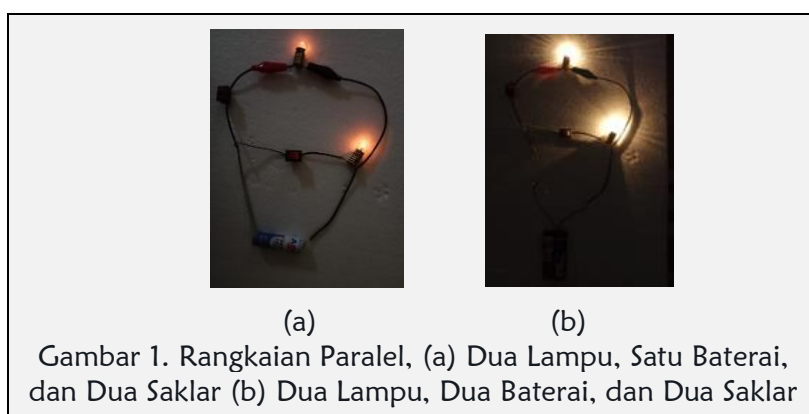 (a) (b)
Gambar 1. Rangkaian Paralel, (a) Dua Lampu, Satu Baterai,
dan Dua Saklar (b) Dua Lampu, Dua Baterai, dan Dua Saklar